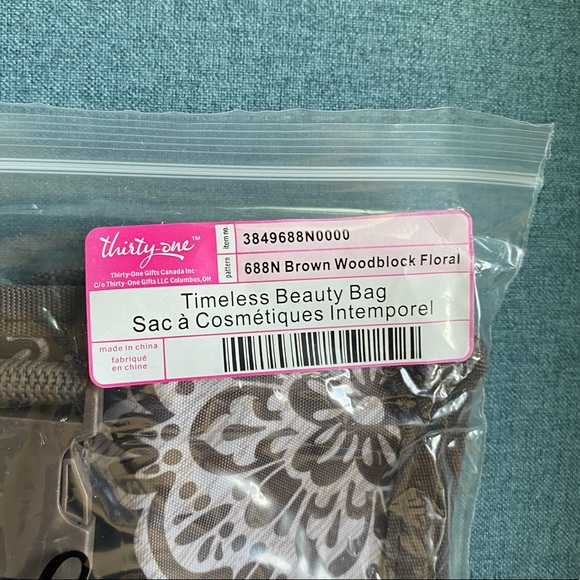 thirty-one™
Thirty-One Gifts Canada Inc.
C/o Thirty-One Gifts LLC Columbus, OH
item no. 3849688N0000
pattern 688N Brown Woodblock Floral
Timeless Beauty Bag
Sac à Cosmétiques Intemporel
made in china
fabriqué
en chine